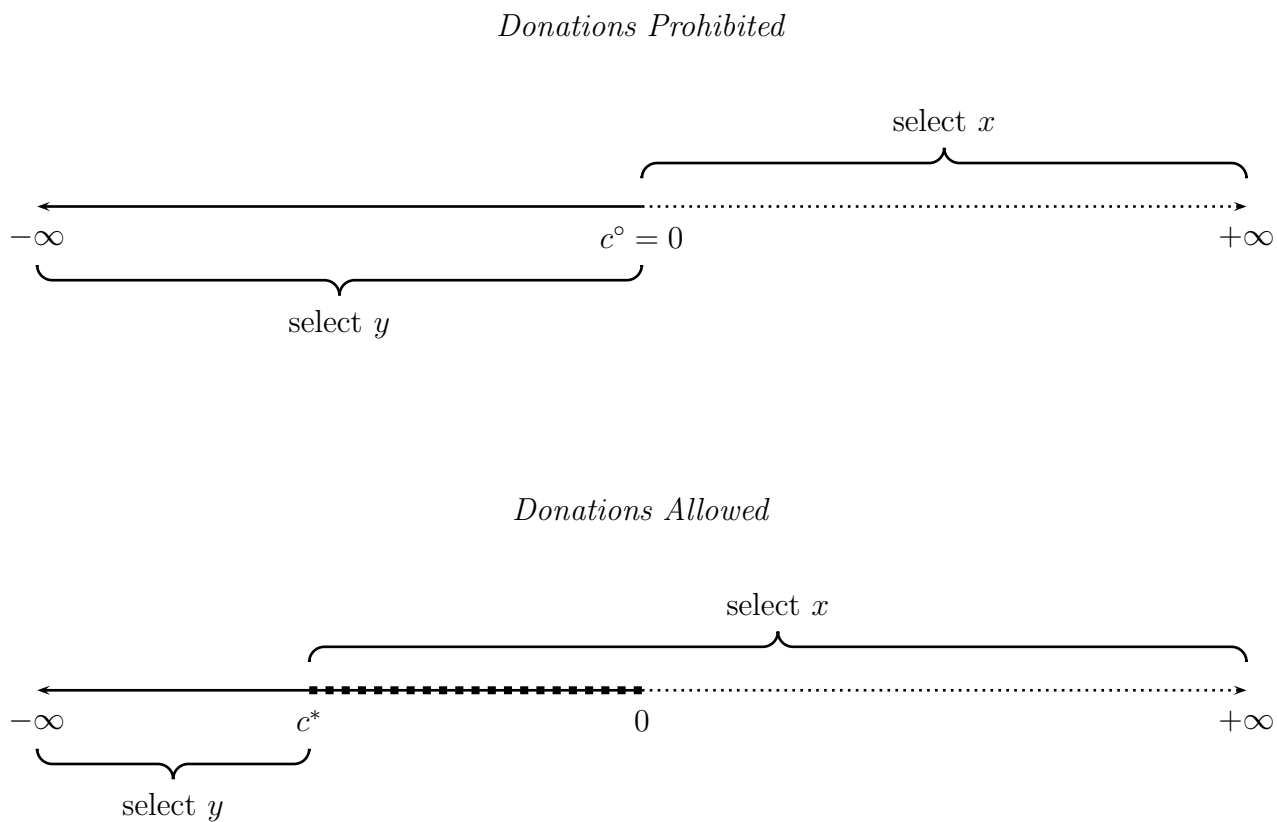 Donations Prohibited
select x
−∞ c° = 0 +∞
select y
Donations Allowed
select x
−∞ c* 0 +∞
select y